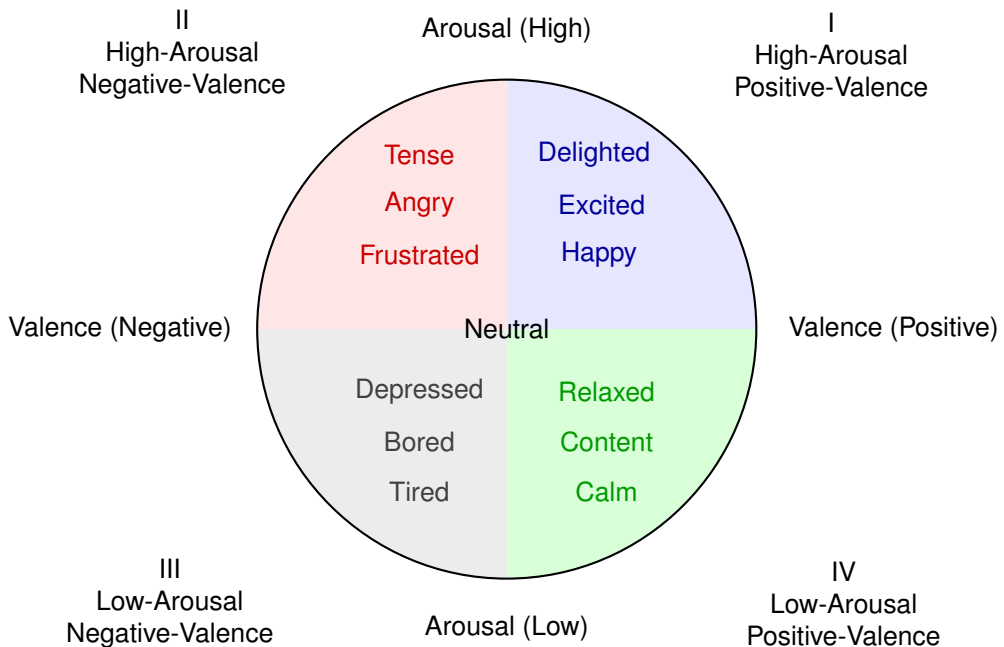 II
High-Arousal
Negative-Valence
Arousal (High)
I
High-Arousal
Positive-Valence
Tense
Angry
Frustrated
Delighted
Excited
Happy
Valence (Negative)
Neutral
Valence (Positive)
Depressed
Bored
Tired
Relaxed
Content
Calm
III
Low-Arousal
Negative-Valence
Arousal (Low)
IV
Low-Arousal
Positive-Valence